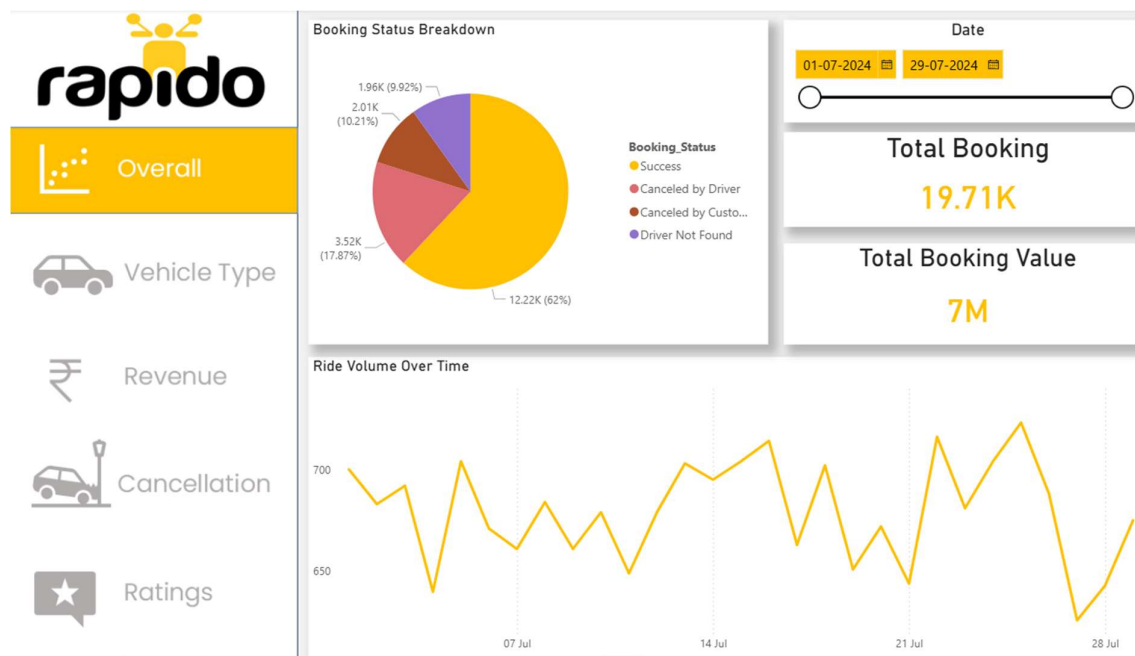 rapido
Overall
Vehicle Type
Revenue
Cancellation
Ratings
Booking Status Breakdown
1.96K (9.92%)
2.01K
(10.21%)
3.52K
(17.87%)
12.22K (62%)
Booking_Status
Success
Canceled by Driver
Canceled by Custo...
Driver Not Found
Date
01-07-2024
29-07-2024
Total Booking
19.71K
Total Booking Value
7M
Ride Volume Over Time
700
650
07 Jul
14 Jul
21 Jul
28 Jul